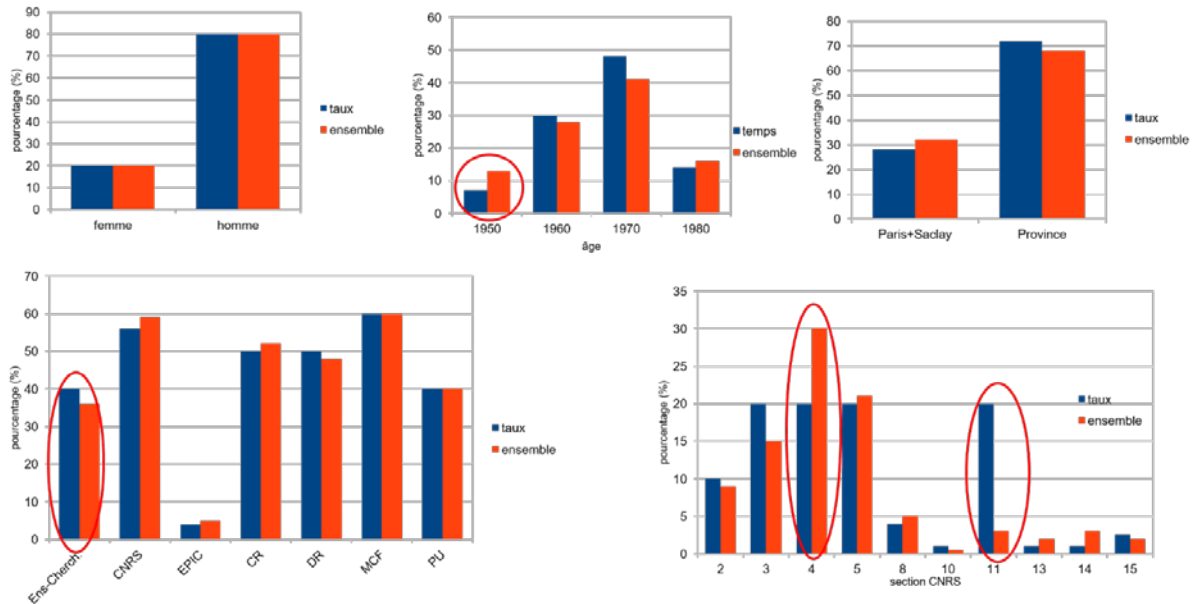 pourcentage (%)
80
70
60
50
40
30
20
10
0
90
femme
homme
taux
ensemble
pourcentage (%)
60
50
40
30
20
10
0
1950
1960
1970
1980
âge
temps
ensemble
pourcentage (%)
80
70
60
50
40
30
20
10
0
Paris+Saclay
Province
taux
ensemble
pourcentage (%)
70
60
50
40
30
20
10
0
Ens-Cherch.
CNRS
EPIC
CR
DR
MCF
PU
taux
ensemble
pourcentage (%)
35
30
25
20
15
10
5
0
2
3
4
5
8
10
11
13
14
15
section CNRS
taux
ensemble